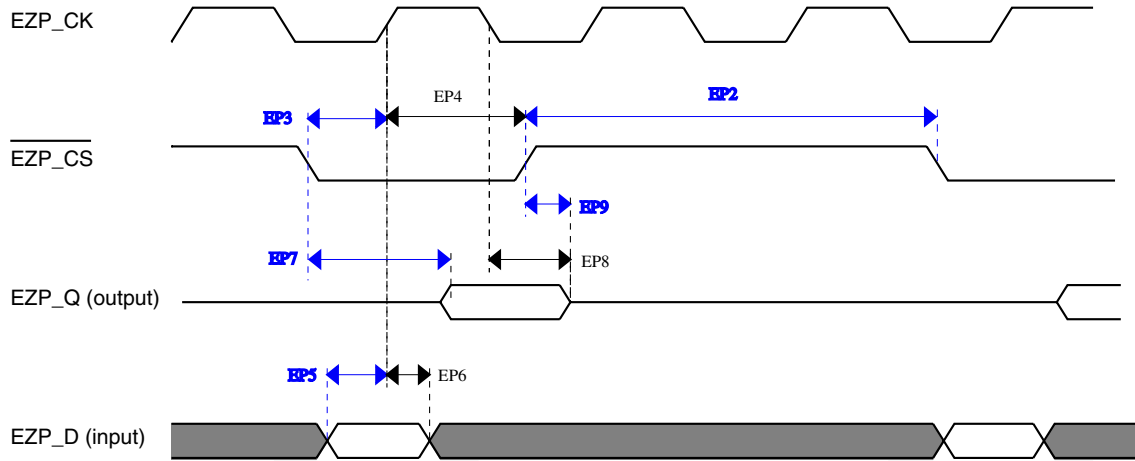 EZP_CK
EP4
EP2
EP3
EZP_CS
EP9
EP7
EP8
EZP_Q (output)
EP5
EP6
EZP_D (input)